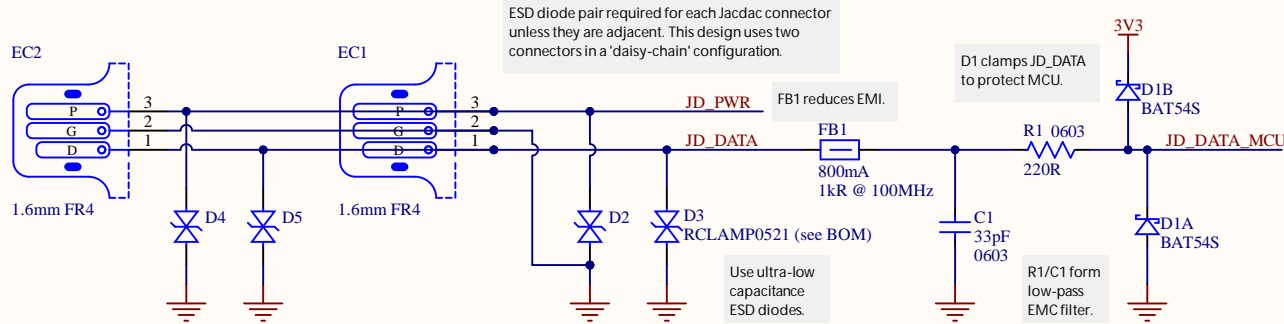 ESD diode pair required for each Jacdac connector
unless they are adjacent. This design uses two
connectors in a 'daisy-chain' configuration.
EC2
EC1
D1 clamps JD_DATA
to protect MCU.
3V3
D1B
BAT54S
P
G
D
3
2
1
P
G
D
3
2
1
JD_PWR
JD_DATA
FB1 reduces EMI.
FB1
800mA
1kR @ 100MHz
R1 0603
220R
JD_DATA_MCU
1.6mm FR4
D4
D5
1.6mm FR4
D2
D3
RCLAMP0521 (see BOM)
C1
33pF
0603
D1A
BAT54S
Use ultra-low
capacitance
ESD diodes.
R1/C1 form
low-pass
EMC filter.